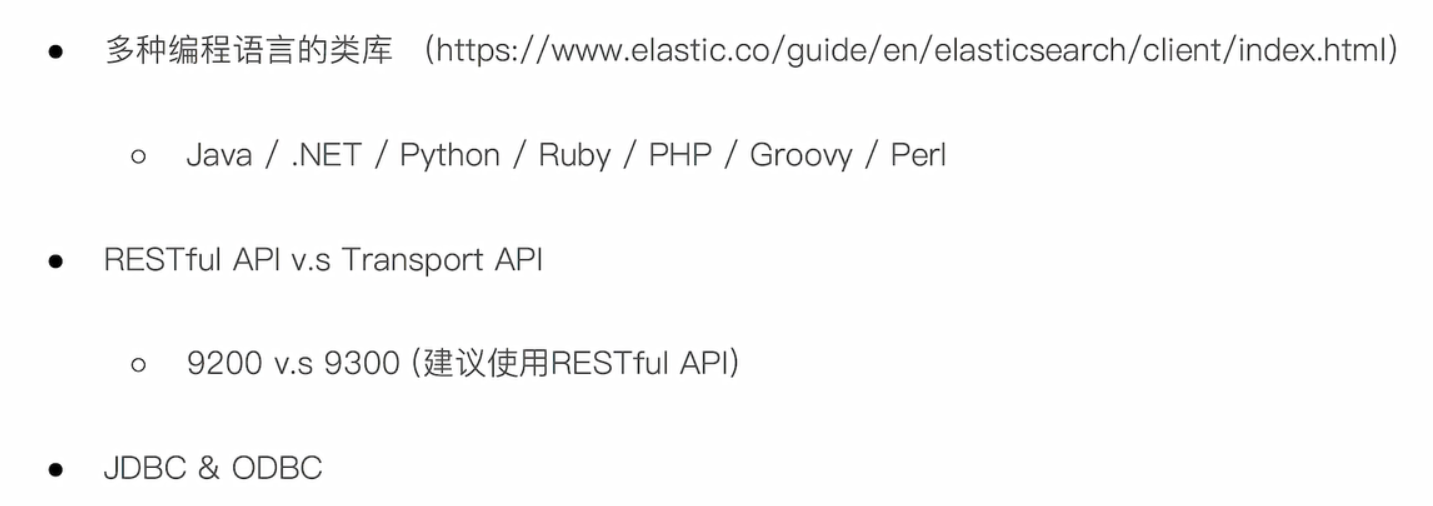 ● 多种编程语言的类库 （https://www.elastic.co/guide/en/elasticsearch/client/index.html）
○ Java / .NET / Python / Ruby / PHP / Groovy / Perl
● RESTful API v.s Transport API
○ 9200 v.s 9300 (建议使用RESTful API)
● JDBC & ODBC